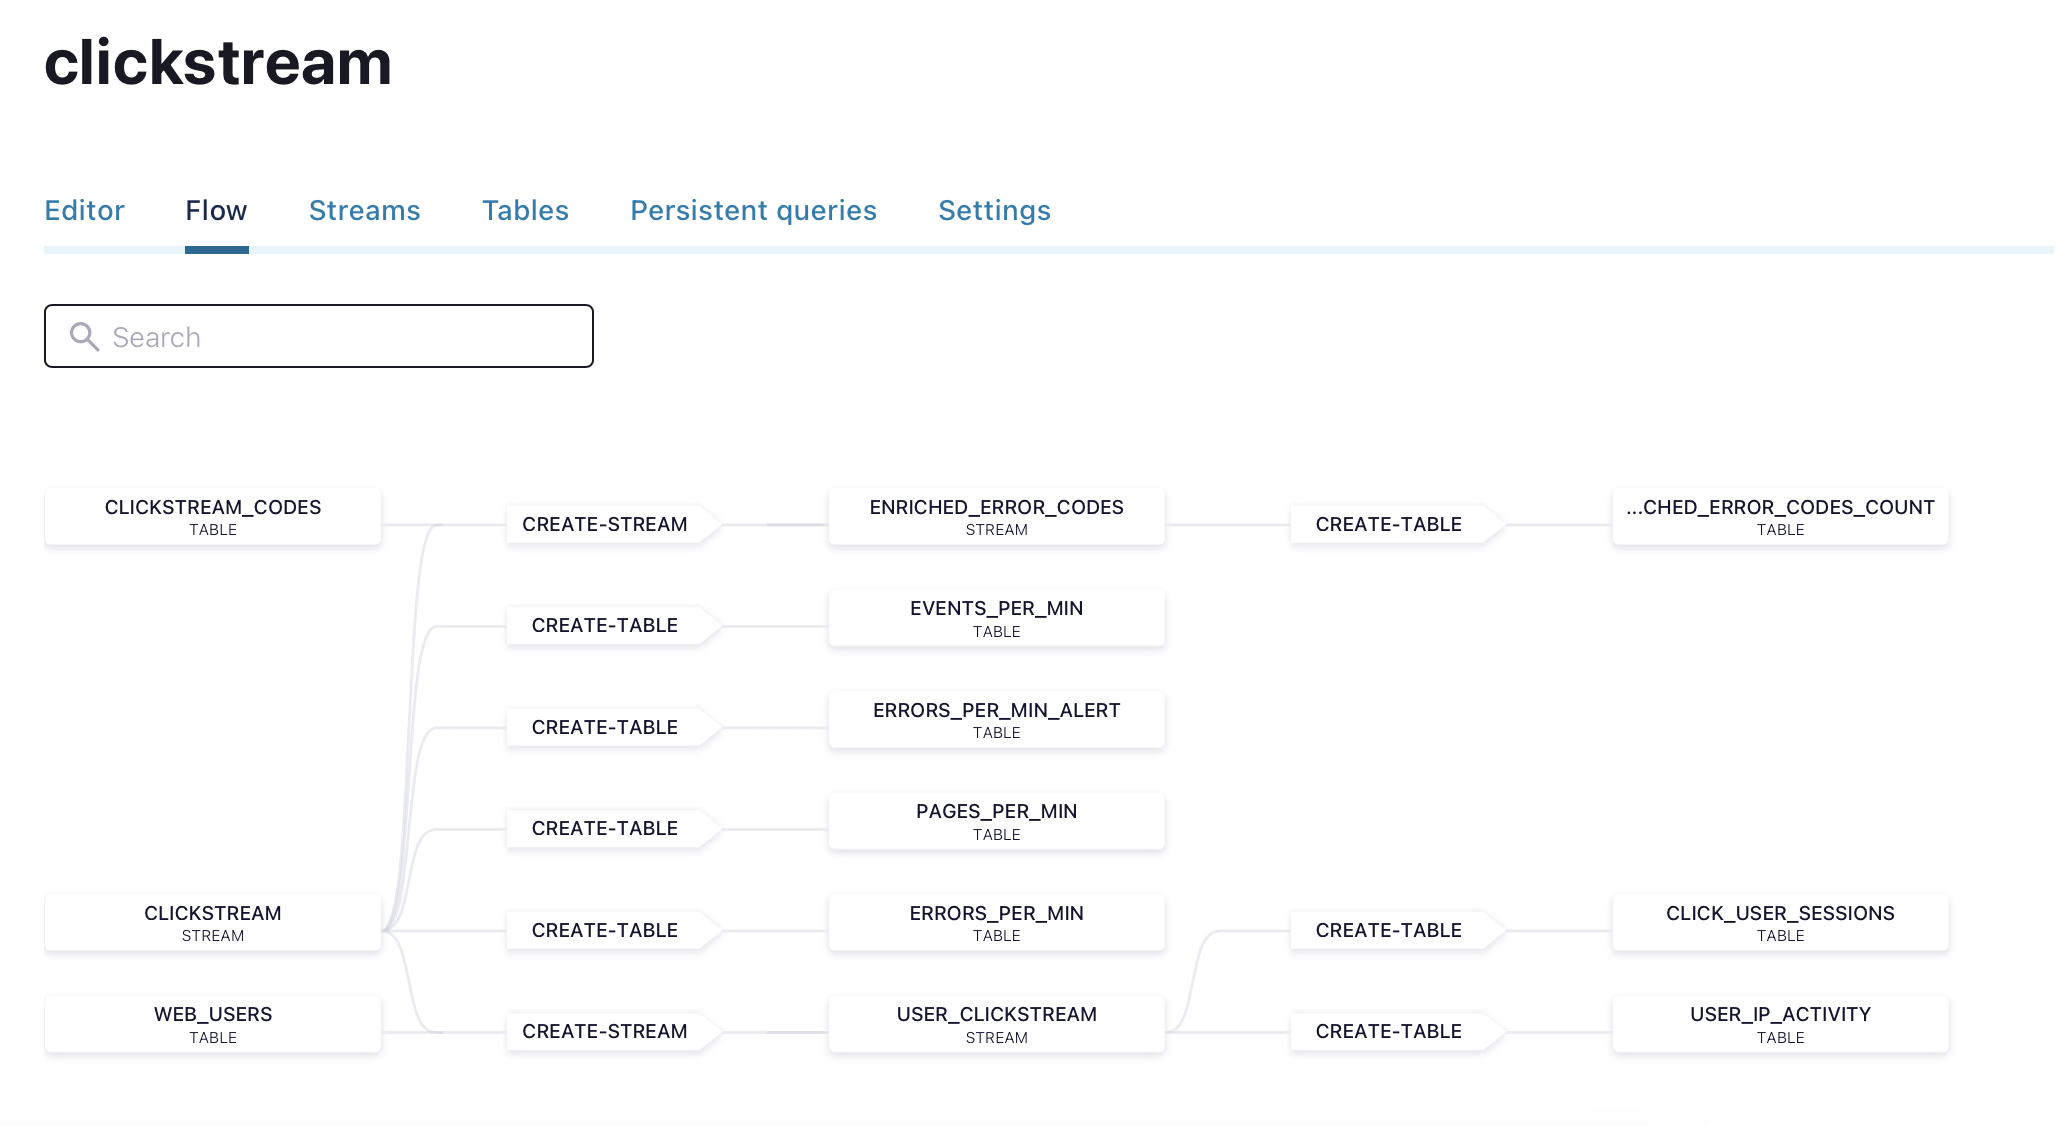 clickstream
Editor Flow Streams Tables Persistent queries Settings
Search
CLICKSTREAM_CODES
TABLE
CREATE-STREAM
ENRICHED_ERROR_CODES
STREAM
CREATE-TABLE
...CHED_ERROR_CODES_COUNT
TABLE
CREATE-TABLE
EVENTS_PER_MIN
TABLE
CREATE-TABLE
ERRORS_PER_MIN_ALERT
TABLE
CREATE-TABLE
PAGES_PER_MIN
TABLE
CLICKSTREAM
STREAM
CREATE-TABLE
ERRORS_PER_MIN
TABLE
CREATE-TABLE
CLICK_USER_SESSIONS
TABLE
WEB_USERS
TABLE
CREATE-STREAM
USER_CLICKSTREAM
STREAM
CREATE-TABLE
USER_IP_ACTIVITY
TABLE